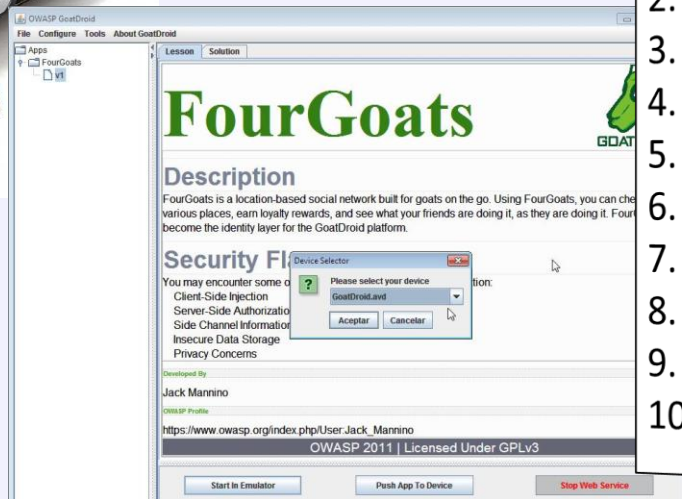 OWASP GoatDroid
File Configure Tools About GoatDroid
Apps
FourGoats
v1
Lesson Solution
FourGoats
GOAT
Description
FourGoats is a location-based social network built for goats on the go. Using FourGoats, you can
various places, earn loyalty rewards, and see what your friends are doing it, as they are doing it.
become the identity layer for the GoatDroid platform.
Security
You may encounter some
Client-Side Injection
Server-Side
Side Channel
Insecure Data Storage
Privacy Concerns
Device Selector
Please select your device
GoatDroid.avd
Aceptar Cancelar
Developed By
Jack Mannino
OWASP Profile
https://www.owasp.org/index.php/User:Jack_Mannino
OWASP 2011 | Licensed Under GPLv3
Start In Emulator Push App To Device Stop Web Service
2.
3.
4.
5.
6.
7.
8.
9.
10